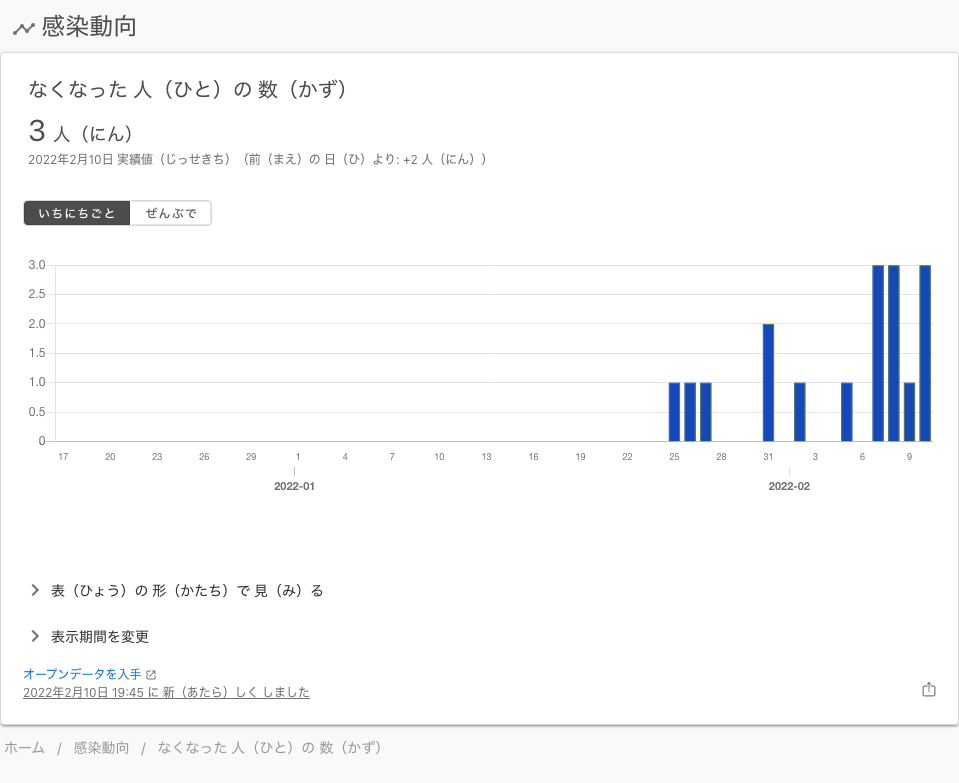 感染動向
なくなった 人（ひと）の 数（かず）
3 人（にん）
2022年2月10日 実績値（じっせきち）（前（まえ）の 日（ひ）より: +2 人（にん））
いちにちごと ぜんぶで
3.0
2.5
2.0
1.5
1.0
0.5
0
17 20 23 26 29 1 4 7 10 13 16 19 22 25 28 31 3 6 9
2022-01 2022-02
表（ひょう）の 形（かたち）で 見（み）る
表示期間を変更
オープンデータを入手
2022年2月10日 19:45 に 新（あたら）しく しました
ホーム / 感染動向 / なくなった 人（ひと）の 数（かず）